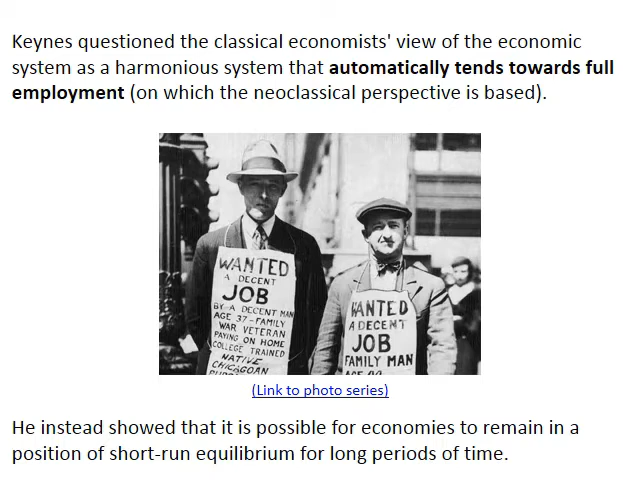 Keynes questioned the classical economists' view of the economic
system as a harmonious system that automatically tends towards full
employment (on which the neoclassical perspective is based).
WANTED
A DECENT
JOB
BY A DECENT MAN
AGE 37-FAMILY
WAR VETERAN
PAYING ON HOME
COLLEGE TRAINED
NATIVE
CHICAGOAN
WANTED
A DECENT
JOB
FAMILY MAN
(Link to photo series)
He instead showed that it is possible for economies to remain in a
position of short-run equilibrium for long periods of time.